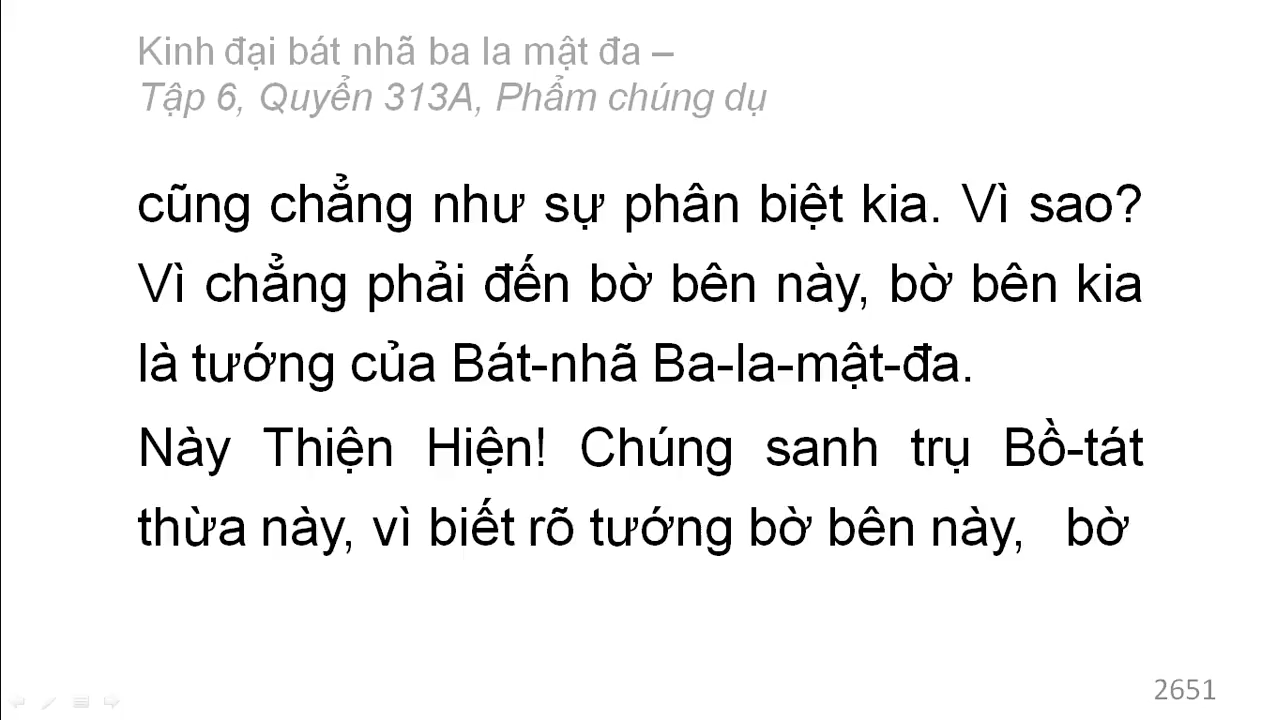 Kinh đại bát nhã ba la mật đa –
Tập 6, Quyển 313A, Phẩm chúng dụ
cũng chẳng như sự phân biệt kia. Vì sao?
Vì chẳng phải đến bờ bên này, bờ bên kia
là tướng của Bát-nhã Ba-la-mật-đa.
Này Thiện Hiện! Chúng sanh trụ Bồ-tát
thừa này, vì biết rõ tướng bờ bên này, bờ
2651